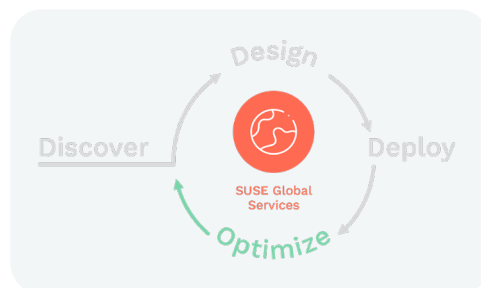 Design
Discover
Deploy
SUSE Global
Services
Optimize